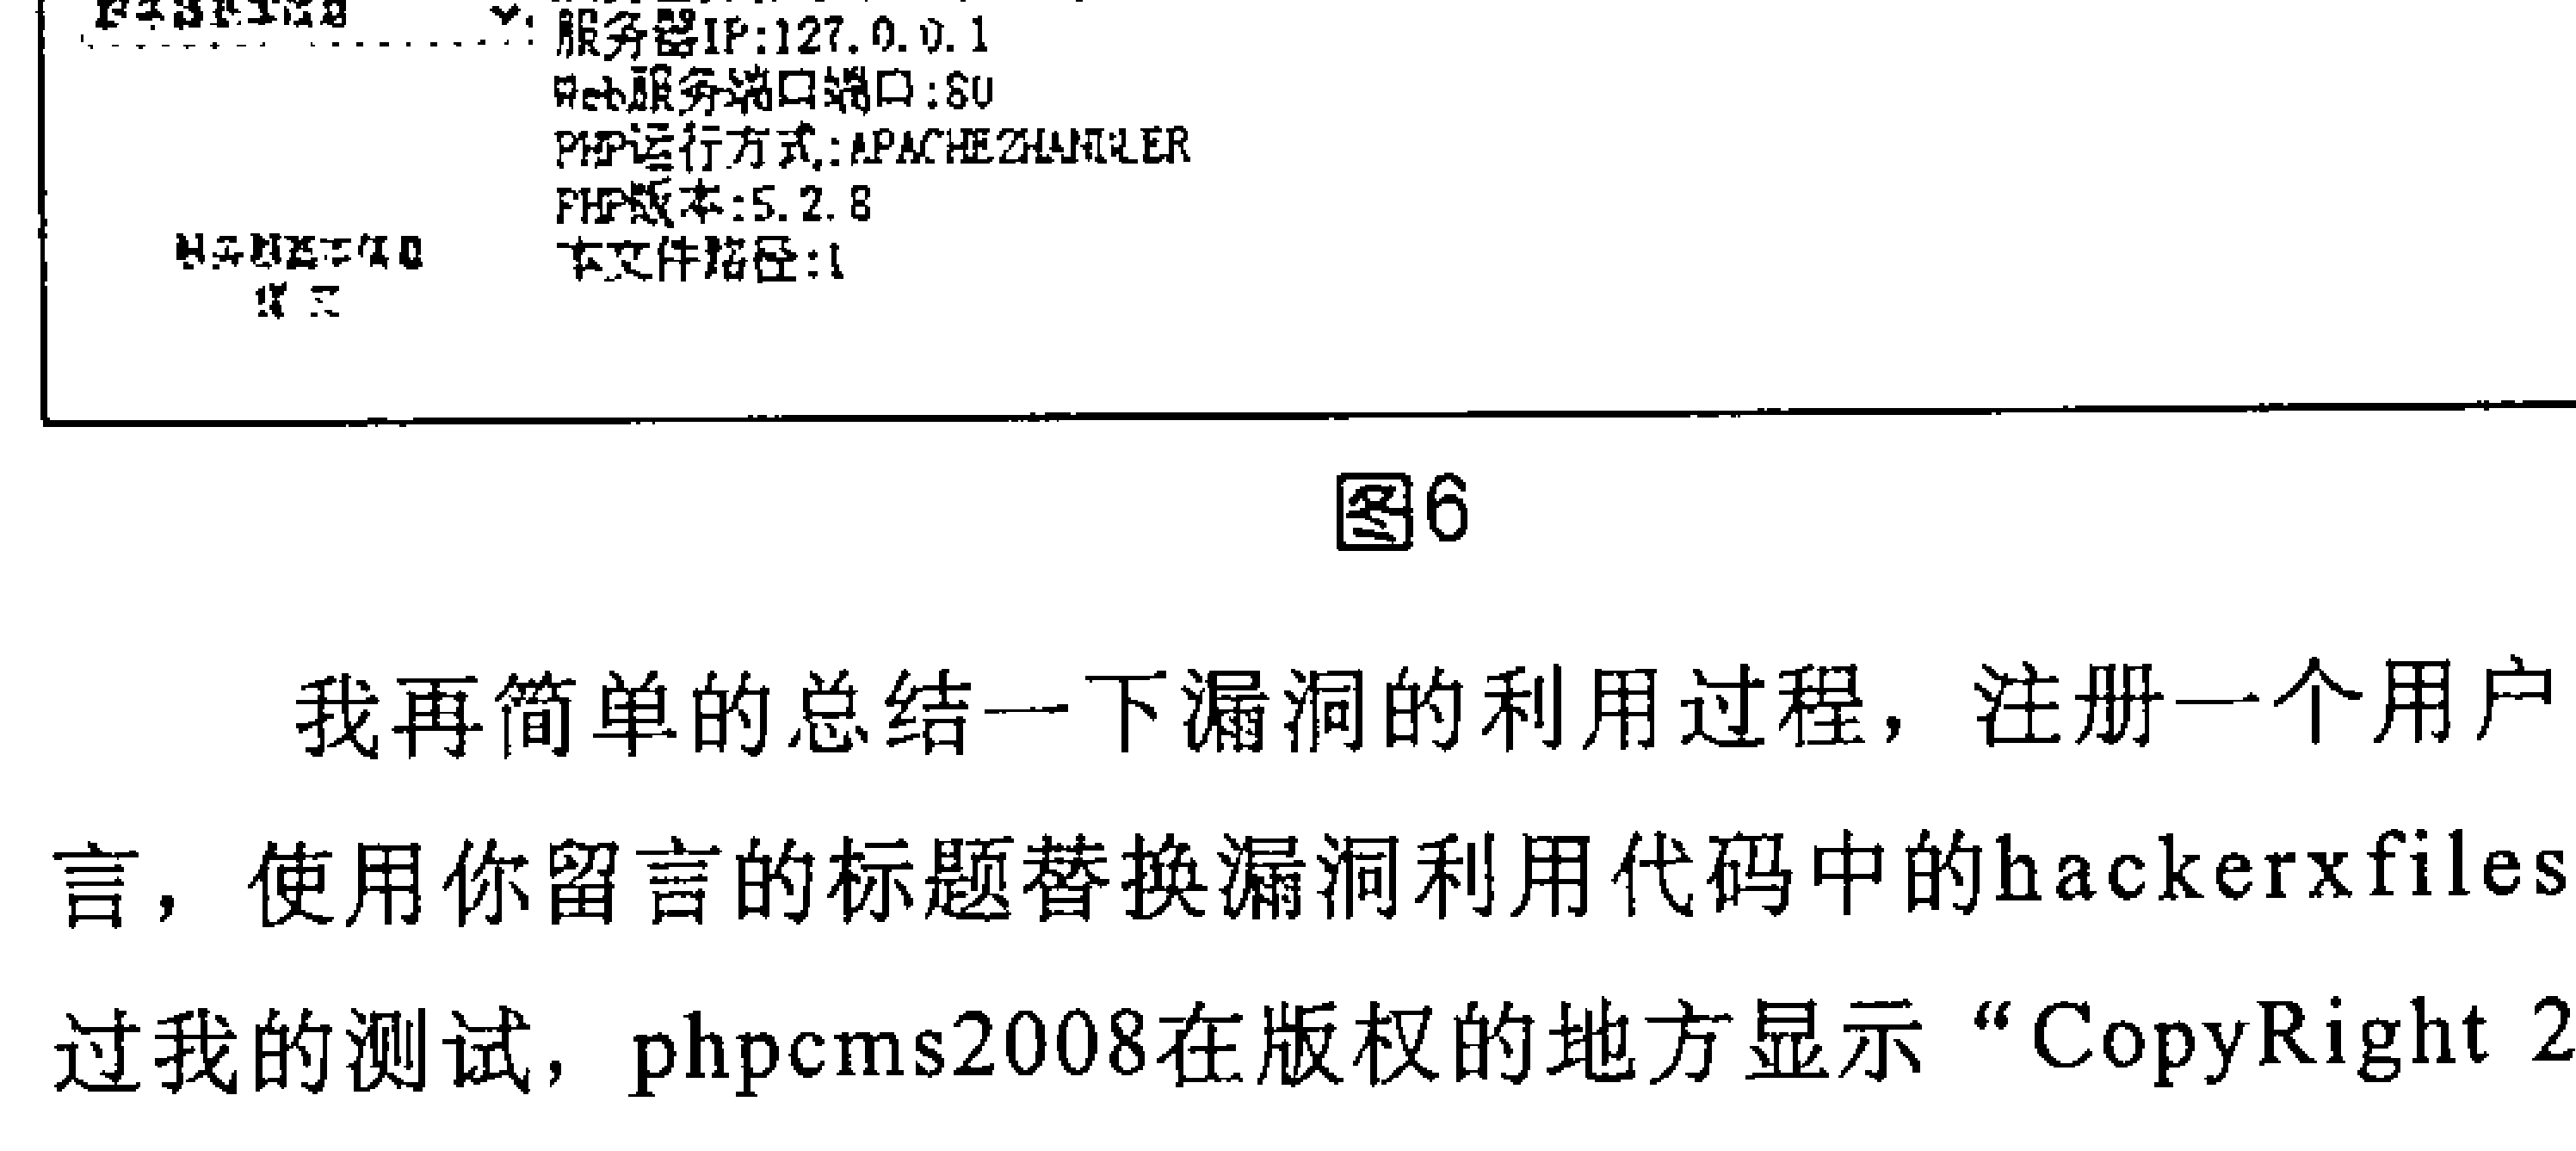 服务器IP:127.0.0.1
Web服务端口端口:80
PHP运行方式:APACHE2HANDLER
PHP版本:5.2.8
本文件路径:
图6
我再简单的总结一下漏洞的利用过程，注册一个用户
言，使用你留言的标题替换漏洞利用代码中的hackerxfiles
过我的测试，phpcms2008在版权的地方显示“CopyRight 2